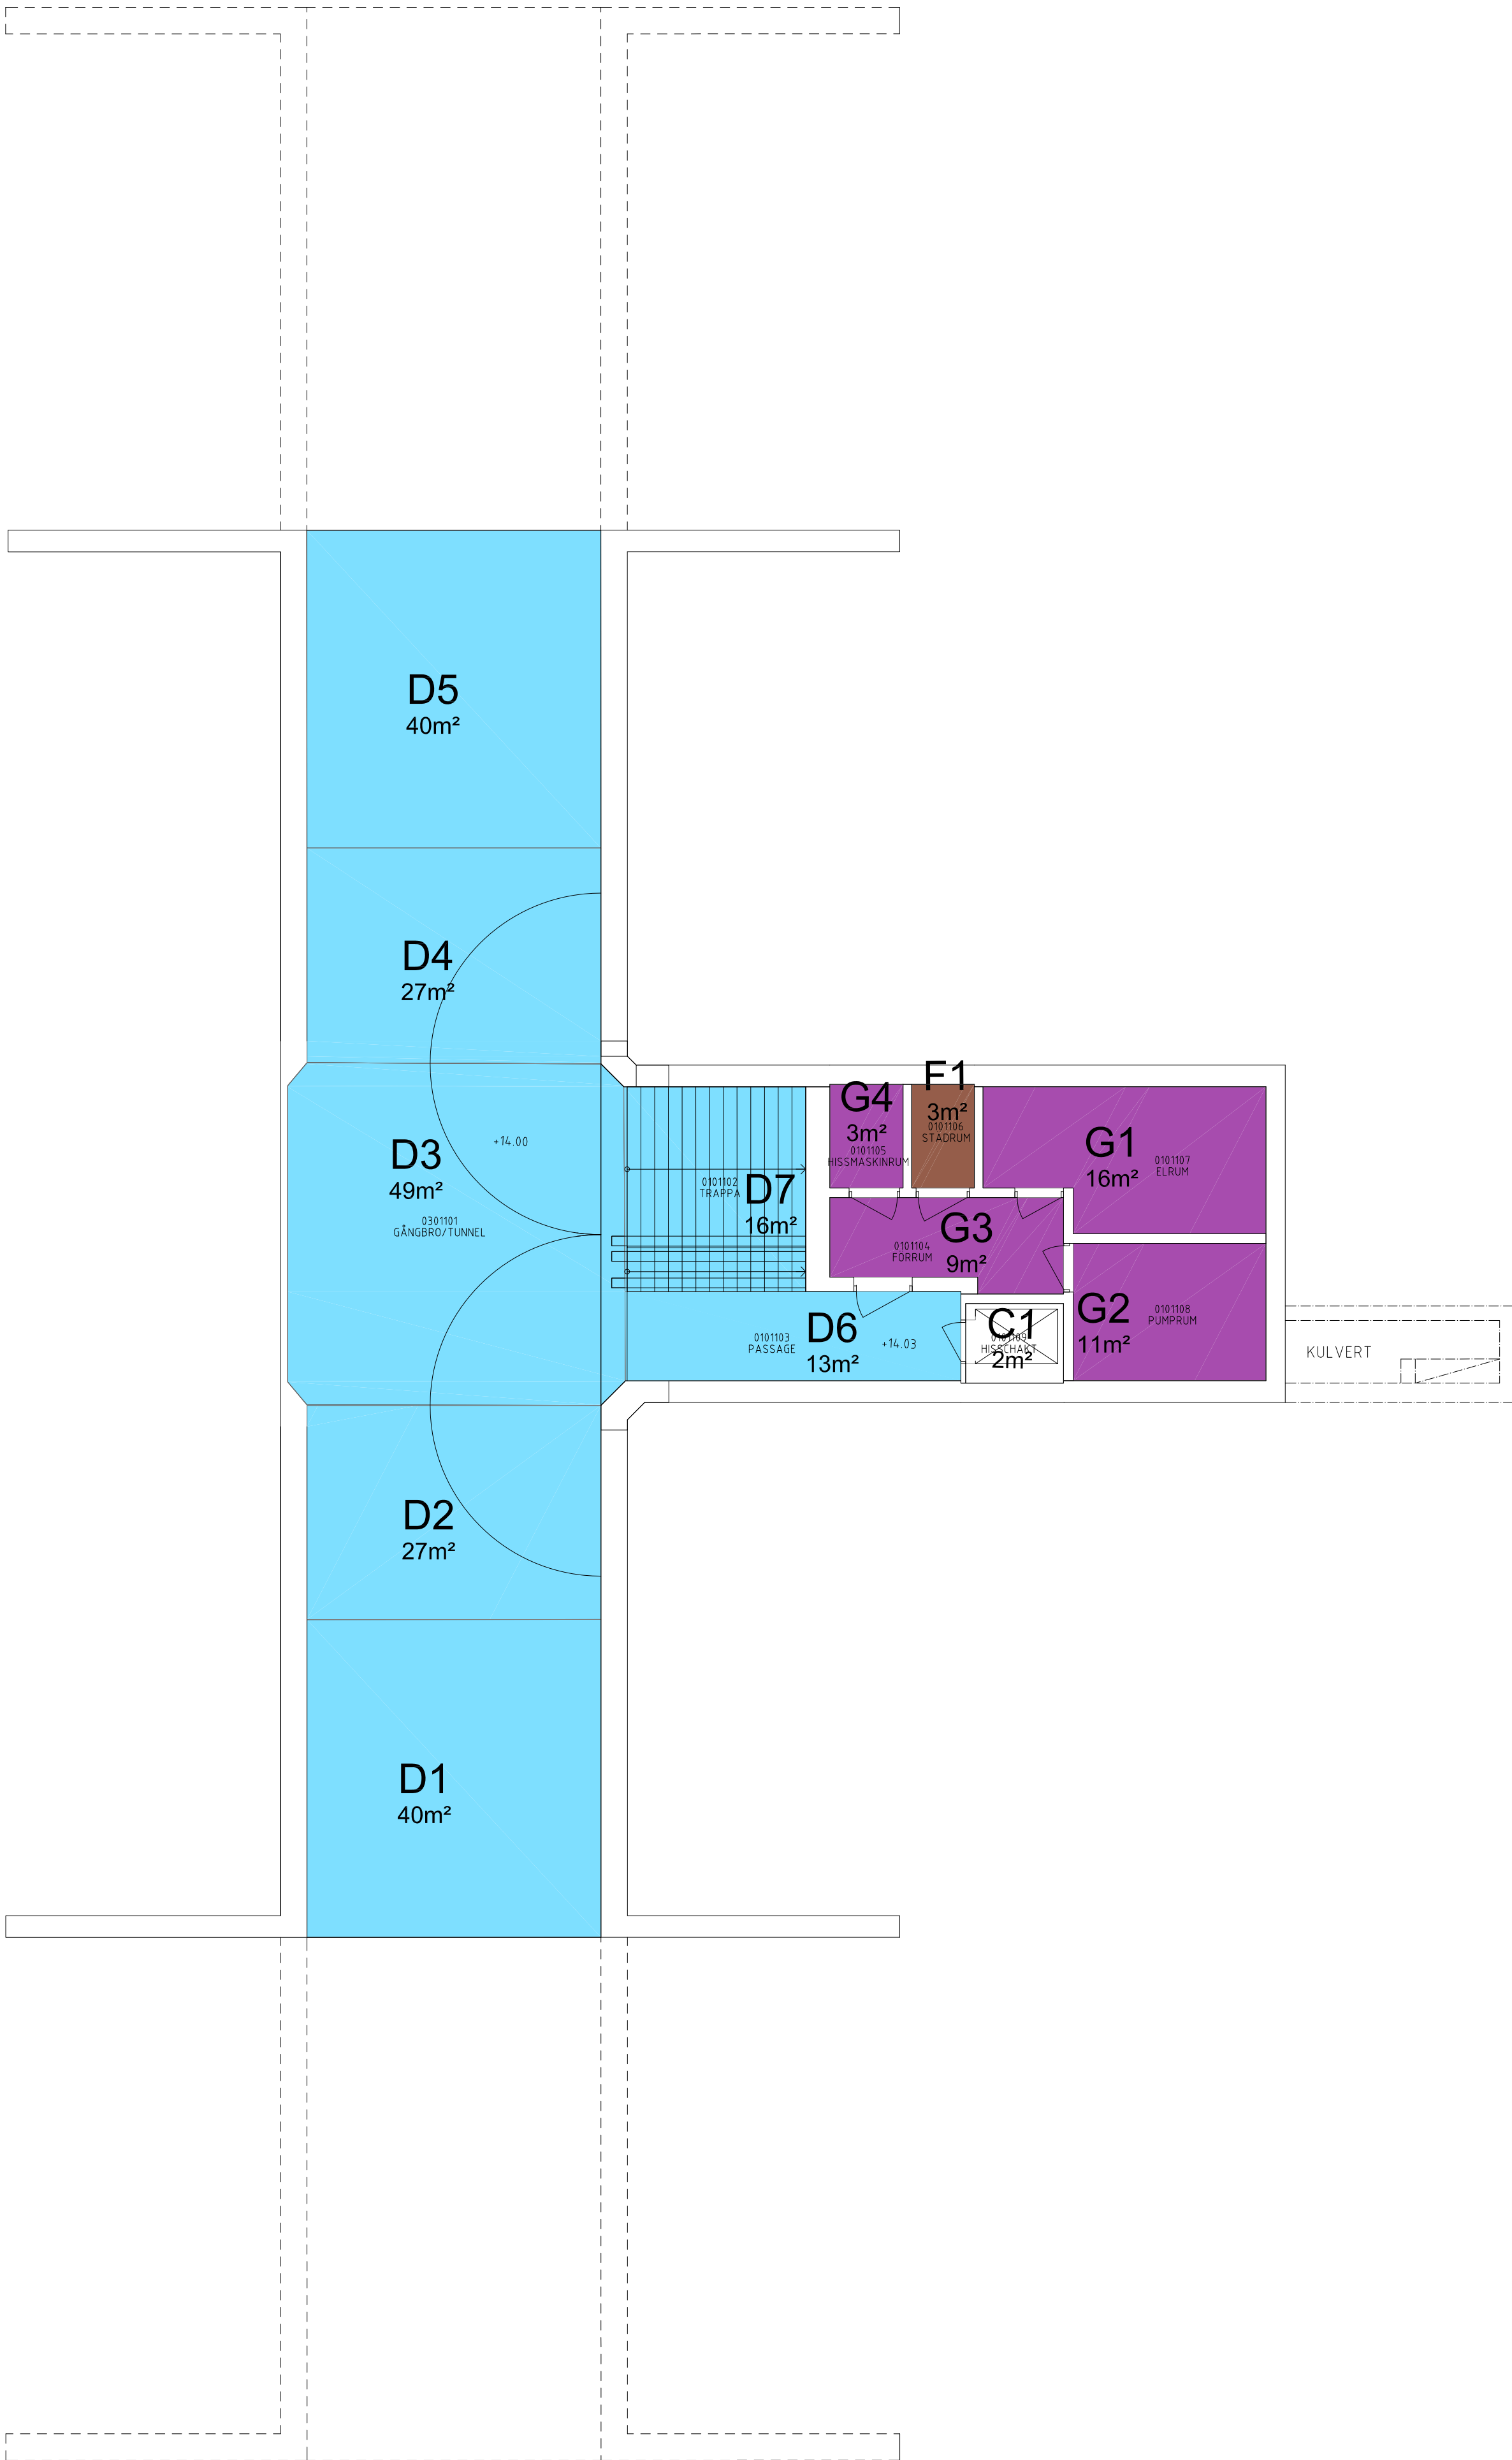 D5
40m²
D4
27m²
D3
49m²
+14.00
0301101
GÅNGBRO/TUNNEL
0101102
TRAPPA
D7
16m²
G4
3m²
0101105
HISSMASKINRUM
F1
3m²
0101106
STÄDRUM
G1
16m²
0101107
ELRUM
G3
9m²
0101104
FÖRRUM
G2
11m²
0101108
PUMPRUM
C1
0101109
HISSCHAKT
2m²
D6
13m²
0101103
PASSAGE
+14.03
KULVERT
D2
27m²
D1
40m²